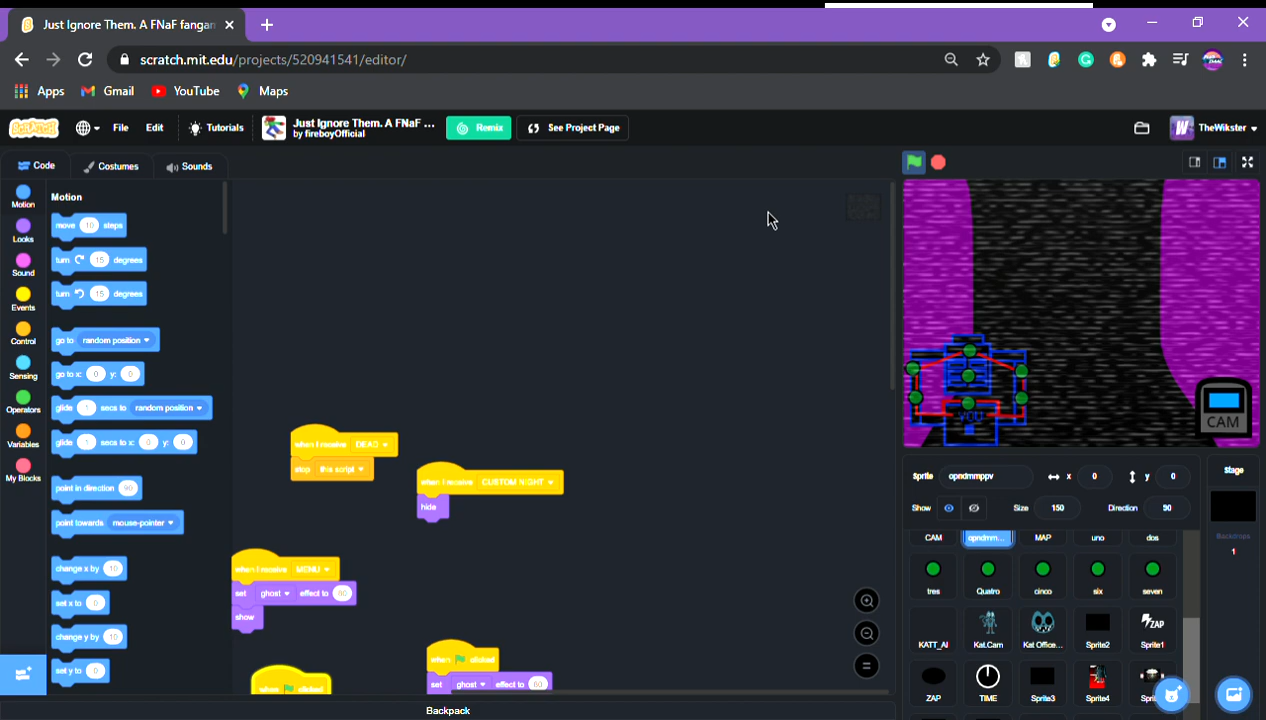 Just Ignore Them. A FNaF fangan
scratch.mit.edu/projects/520941541/editor/
Apps Gmail YouTube Maps
SCRATCH File Edit Tutorials Just Ignore Them. A FNaF ... Remix See Project Page TheWikster
by fireboyOfficial
Code Costumes Sounds
Motion
Looks
Sound
Events
Control
Sensing
Operators
Variables
My Blocks
Motion
move 10 steps
turn 15 degrees
turn 15 degrees
go to random position
go to x: 0 y: 0
glide 1 secs to random position
glide 1 secs to x: 0 y: 0
point in direction 90
point towards mouse-pointer
change x by 10
set x to 0
change y by 10
set y to 0
when I receive DEAD
stop this script
when I receive CUSTOM NIGHT
hide
when I receive MENU
set ghost effect to 80
show
when clicked
set ghost effect to 80
when clicked
YOU
CAM
Sprite opndmmppv x 0 y 0
Show Size 150 Direction 90
CAM opndmm... MAP uno dos
tres Quatro cinco six seven
KATT_AI Kat.Cam Kat Office... Sprite2 Sprite1
ZAP
ZAP TIME Sprite3 Sprite4
Stage
Backdrops
1
Backpack